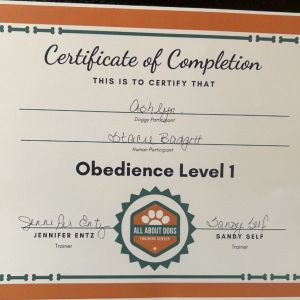 Certificate of Completion
THIS IS TO CERTIFY THAT
Ashlyn
Doggy Participant
Stacie Baggett
Human Participant
Obedience Level 1
Jennifer Entz
JENNIFER ENTZ
Trainer
ALL ABOUT DOGS
TRAINING CENTER
Sandy Self
SANDY SELF
Trainer